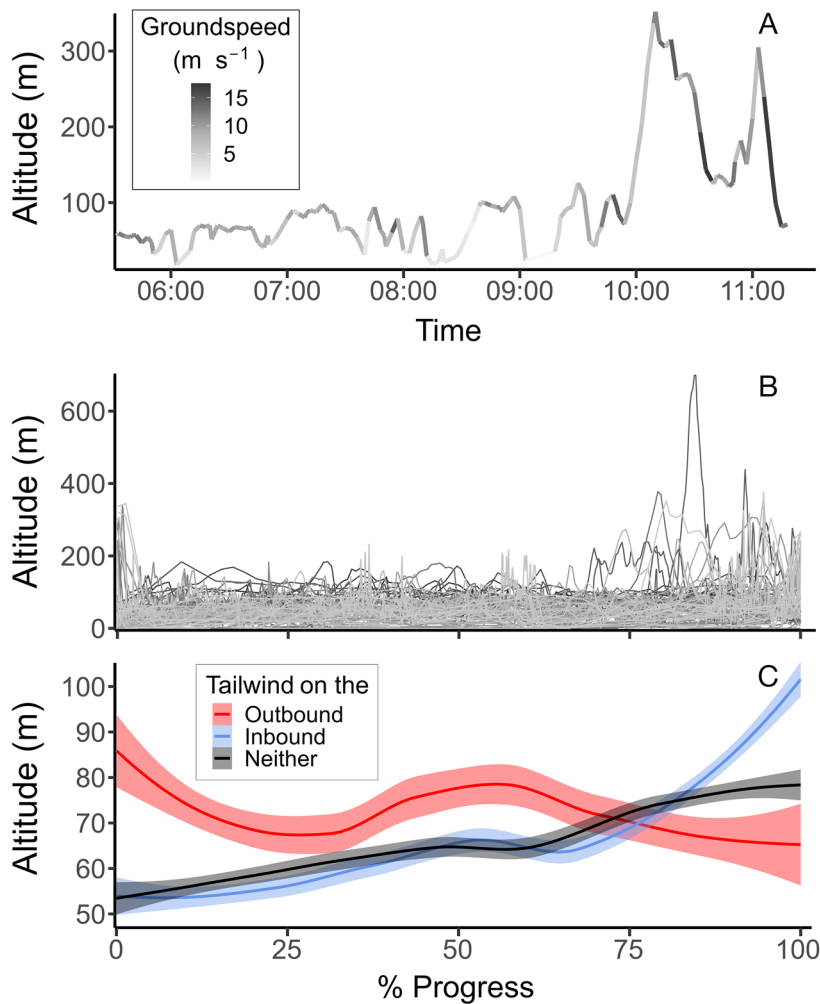 A
Groundspeed
(m s⁻¹ )
15
10
5
Altitude (m)
300
200
100
06:00 07:00 08:00 09:00 10:00 11:00
Time
B
Altitude (m)
600
400
200
0
C
Tailwind on the
Outbound
Inbound
Neither
Altitude (m)
100
90
80
70
60
50
0 25 50 75 100
% Progress